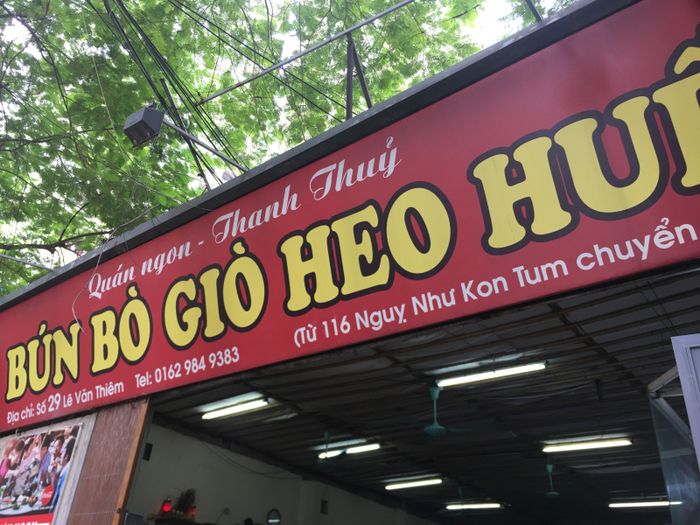 Quán ngon - Thanh Thuỷ
BÚN BÒ GIÒ HEO HUẾ
Địa chỉ: Số 29 Lê Văn Thiêm Tel: 0162 984 9383
(Từ 116 Nguỵ Như Kon Tum chuyển